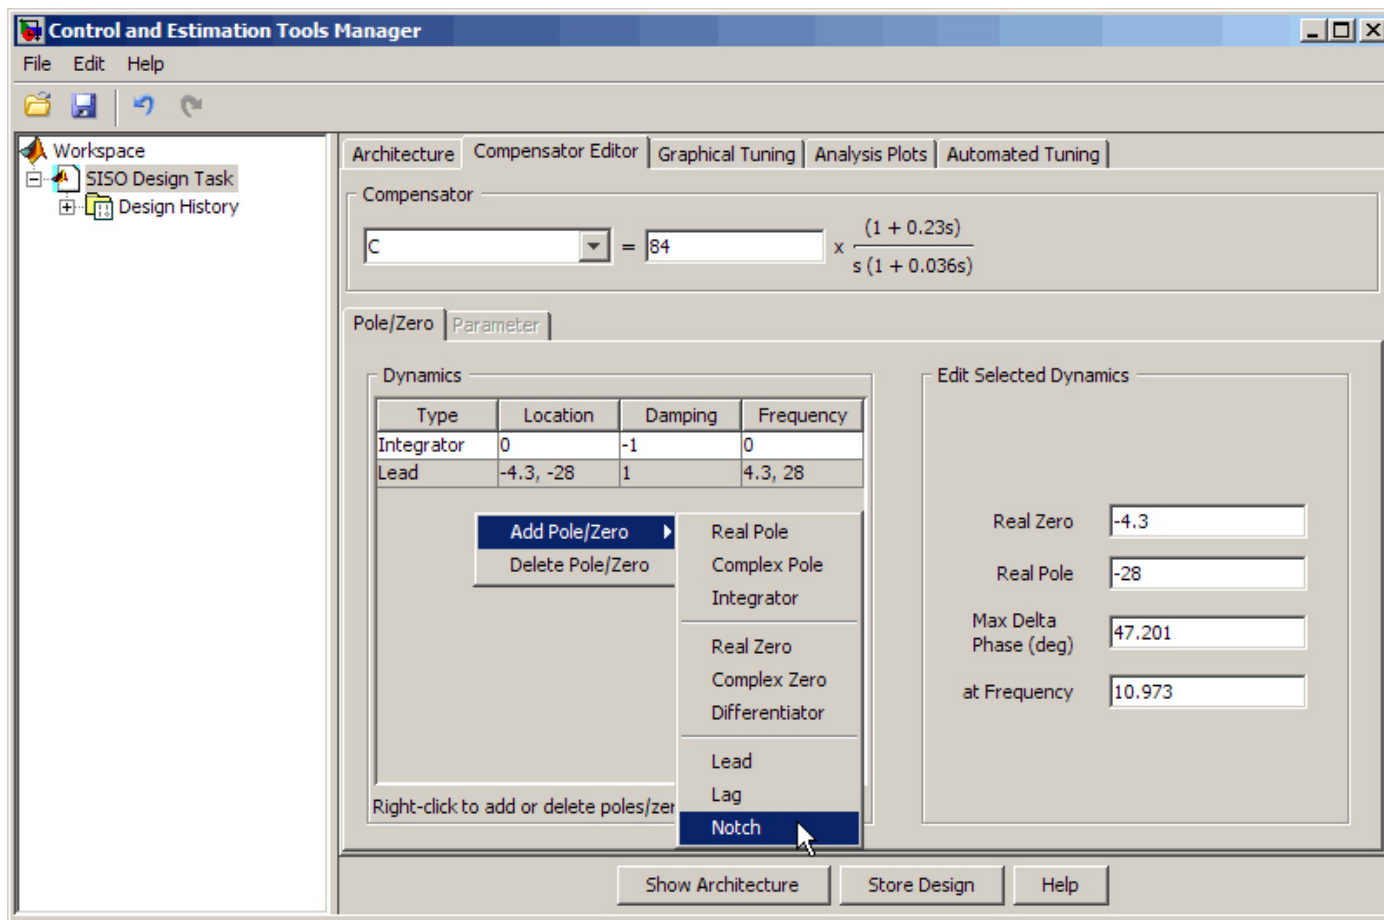 Control and Estimation Tools Manager
File Edit Help
Workspace
SISO Design Task
Design History
Architecture Compensator Editor Graphical Tuning Analysis Plots Automated Tuning
Compensator
C = 84 x (1 + 0.23s)
s (1 + 0.036s)
Pole/Zero Parameter
Dynamics
Type Location Damping Frequency
Integrator 0 -1 0
Lead -4.3, -28 1 4.3, 28
Add Pole/Zero
Delete Pole/Zero
Real Pole
Complex Pole
Integrator
Real Zero
Complex Zero
Differentiator
Lead
Lag
Notch
Right-click to add or delete poles/zer
Edit Selected Dynamics
Real Zero -4.3
Real Pole -28
Max Delta
Phase (deg) 47.201
at Frequency 10.973
Show Architecture Store Design Help